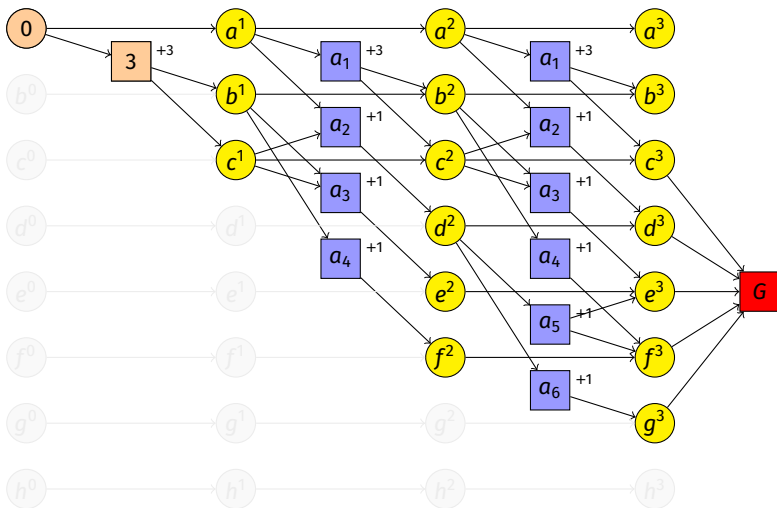 0 a¹ a² a³
3 +3 a₁ +3 a₁ +3
b⁰ b¹ b² b³
a₂ +1 a₂ +1
c⁰ c¹ c² c³
a₃ +1 a₃ +1
d⁰ d¹ d² d³
a₄ +1 a₄ +1
e⁰ e¹ e² e³ G
a₅ +1
f⁰ f¹ f² f³
a₆ +1
g⁰ g¹ g² g³
h⁰ h¹ h² h³